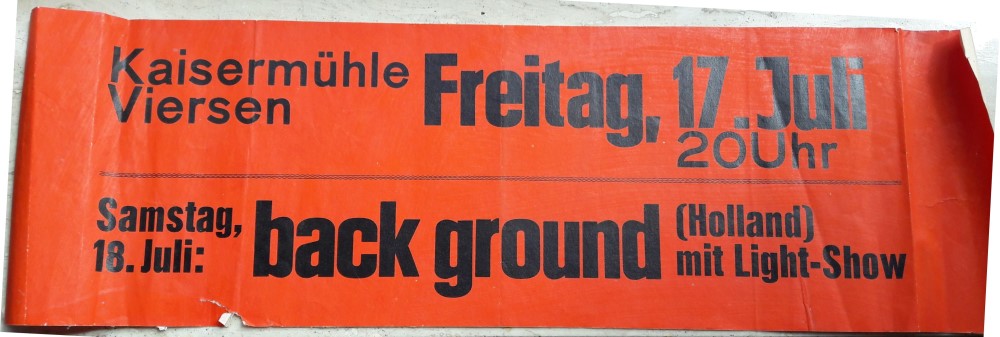 Kaisermühle
Viersen
Freitag, 17. Juli
20Uhr
Samstag,
18. Juli:
back ground
(Holland)
mit Light-Show